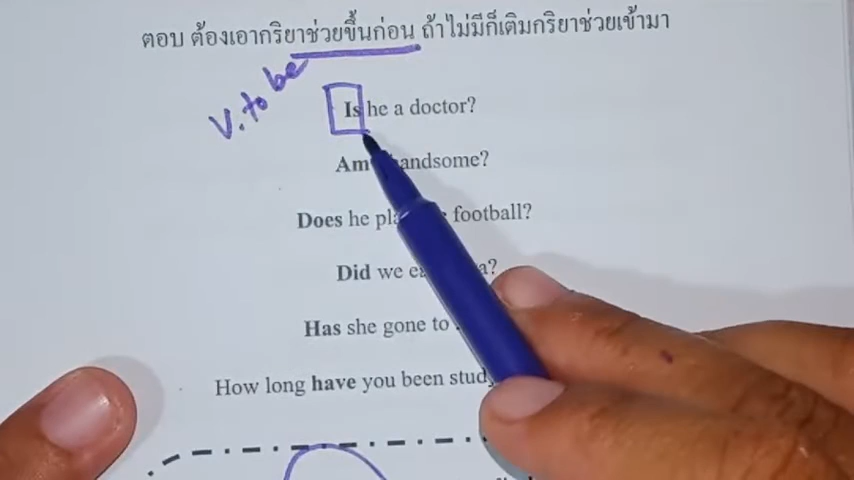 ตอบ ต้องเอากริยาช่วยขึ้นก่อน ถ้าไม่มีก็เติมกริยาช่วยเข้ามา
V. to be
Is he a doctor?
Am handsome?
Does he football?
Did we
Has she gone to
How long have you been